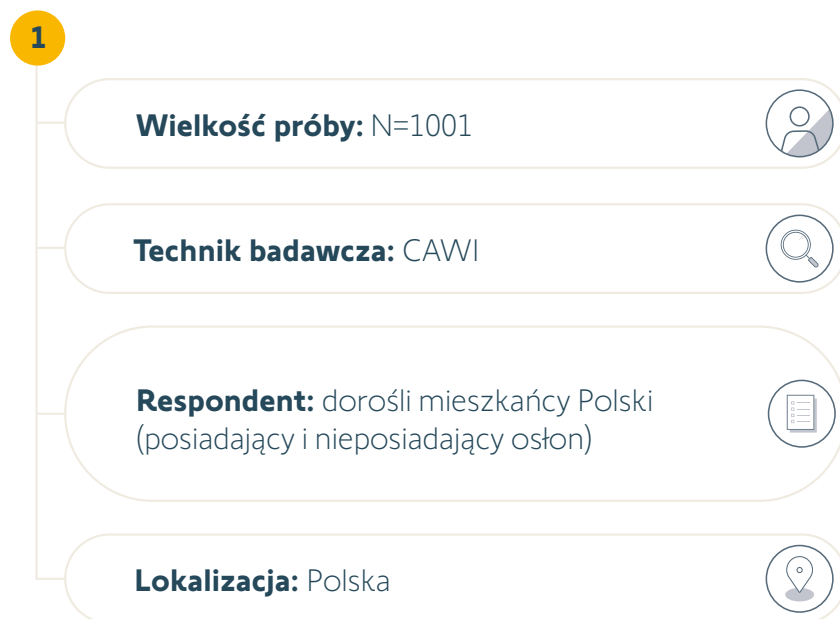 1
Wielkość próby: N=1001
Technik badawcza: CAWI
Respondent: dorośli mieszkańcy Polski
(posiadający i nieposiadający osłon)
Lokalizacja: Polska